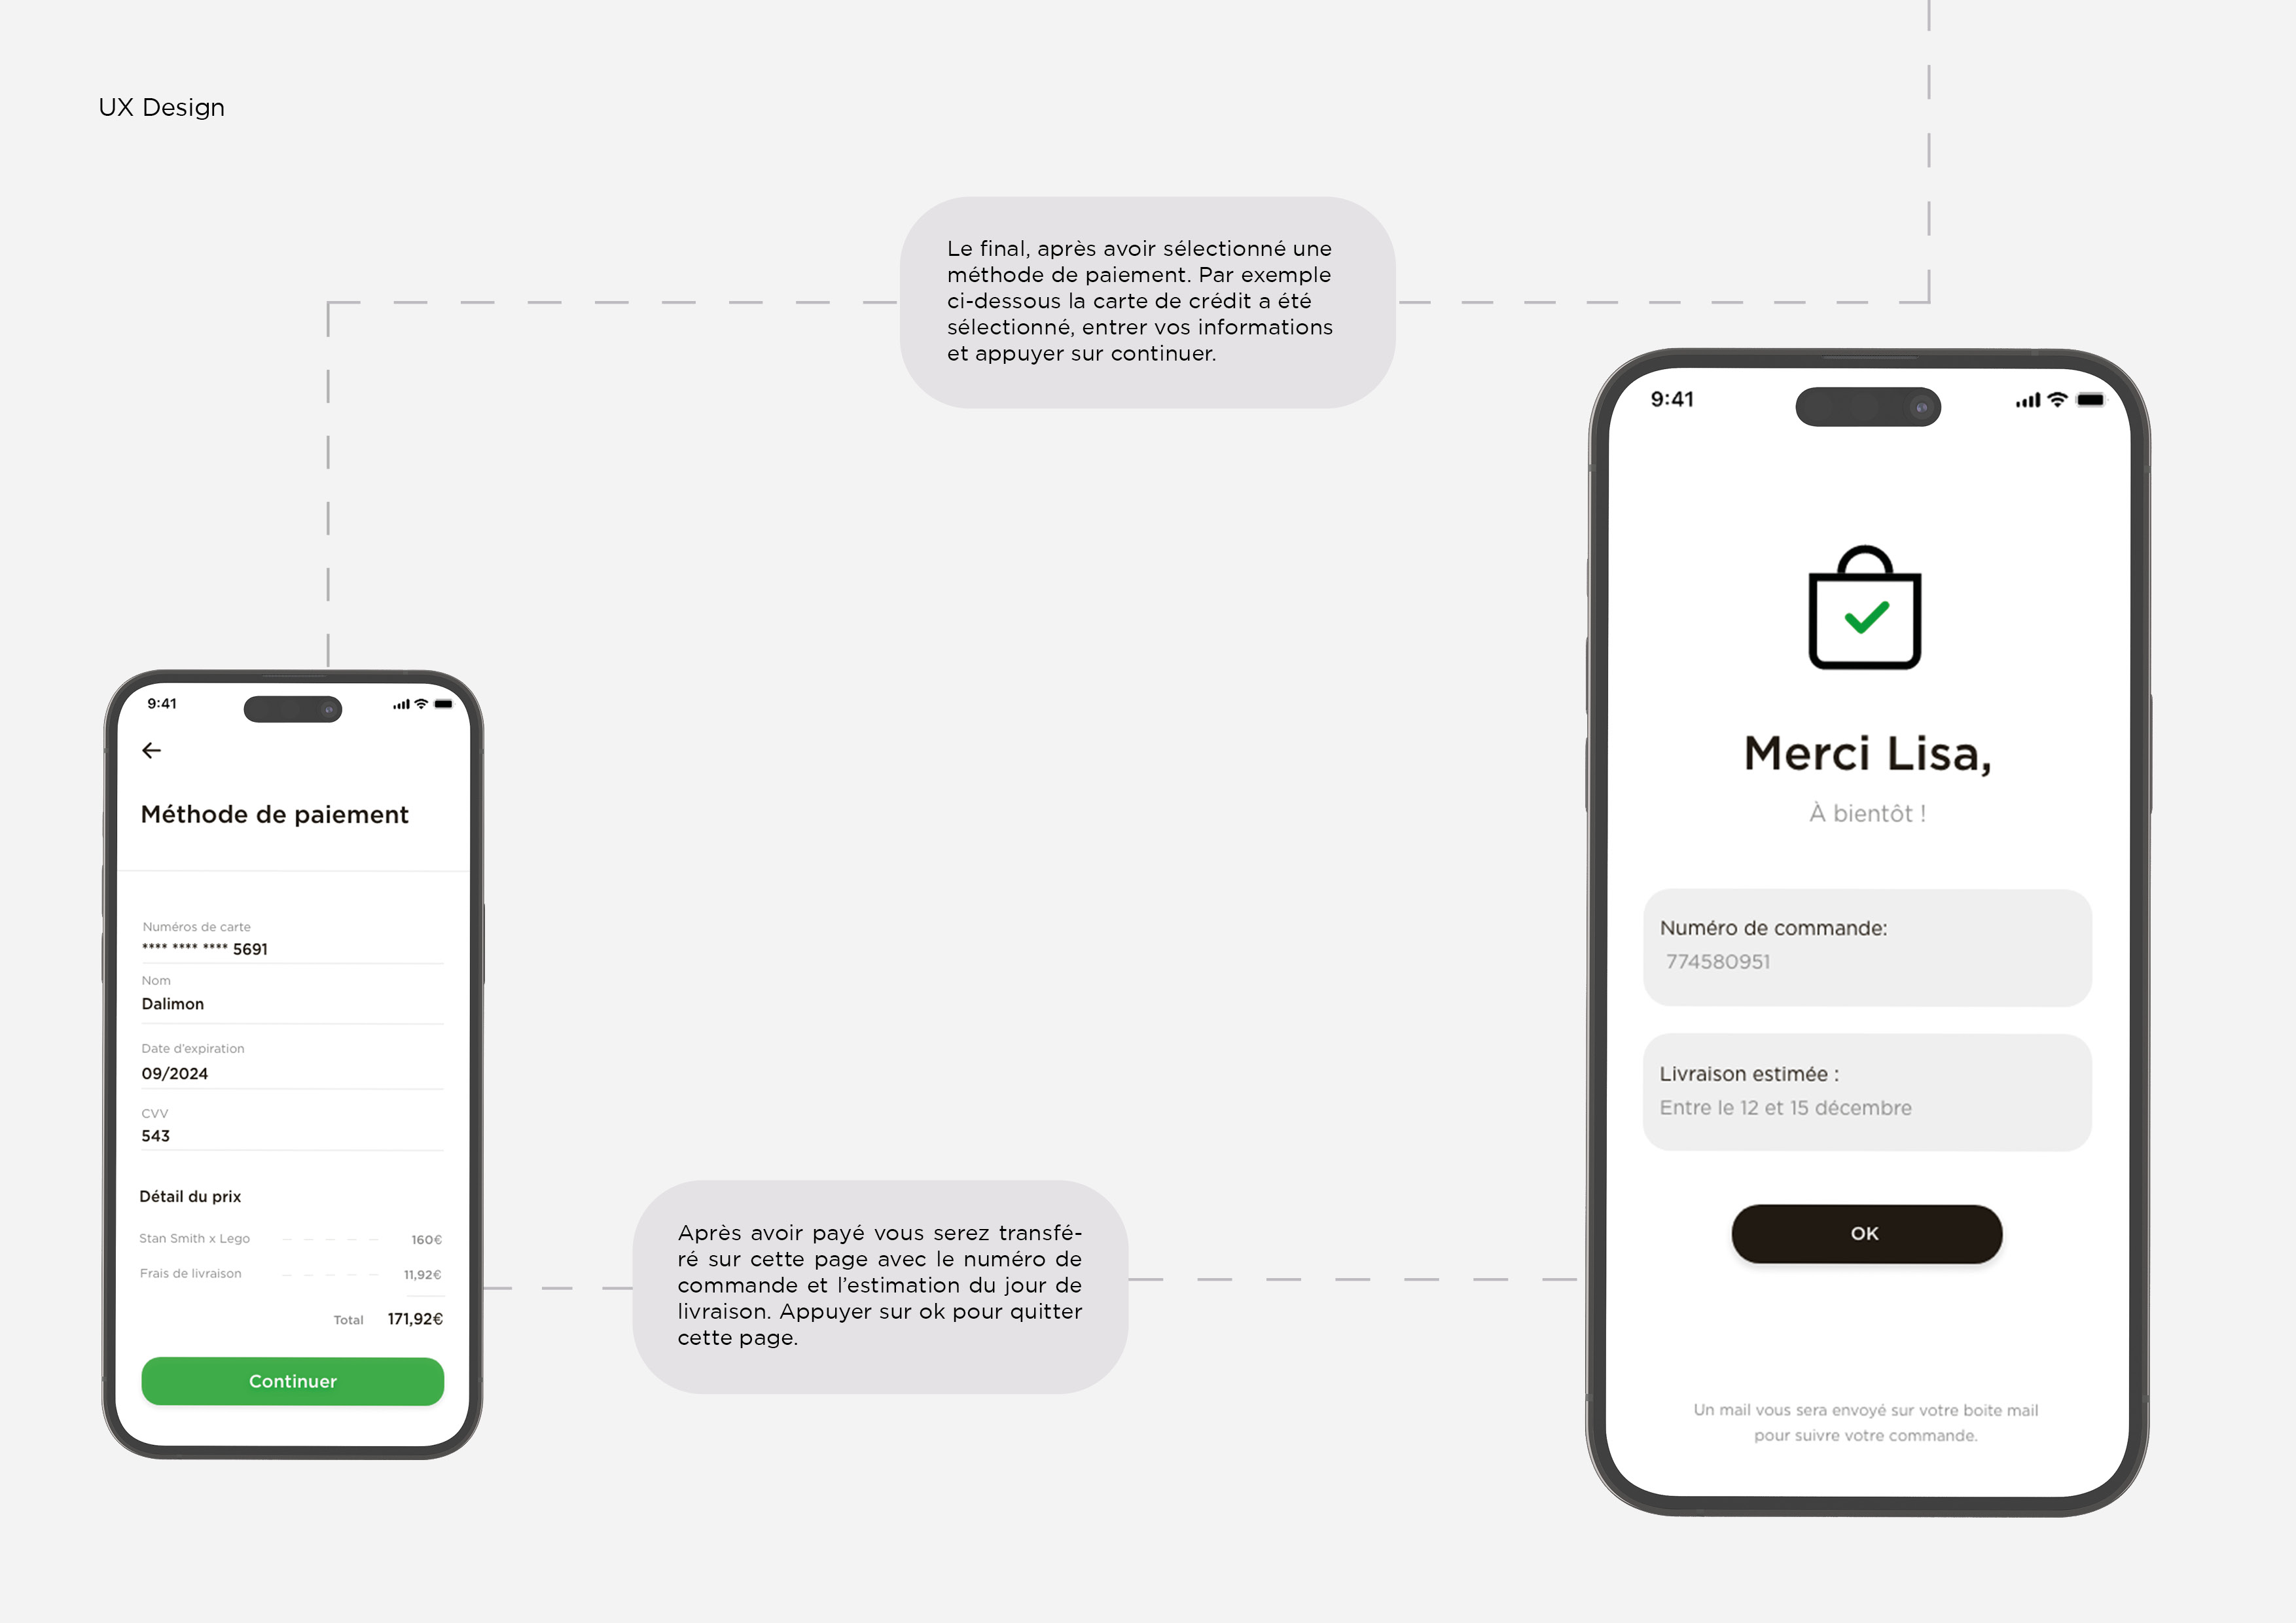 UX Design
Le final, après avoir sélectionné une
méthode de paiement. Par exemple
ci-dessous la carte de crédit a été
sélectionné, entrer vos informations
et appuyer sur continuer.
9:41
Méthode de paiement
Numéros de carte
**** **** **** 5691
Nom
Dalimon
Date d'expiration
09/2024
CVV
543
Détail du prix
Stan Smith x Lego 160€
Frais de livraison 11,92€
Total 171,92€
Continuer
Après avoir payé vous serez transfé-
ré sur cette page avec le numéro de
commande et l'estimation du jour de
livraison. Appuyer sur ok pour quitter
cette page.
9:41
Merci Lisa,
À bientôt !
Numéro de commande:
774580951
Livraison estimée :
Entre le 12 et 15 décembre
OK
Un mail vous sera envoyé sur votre boite mail
pour suivre votre commande.